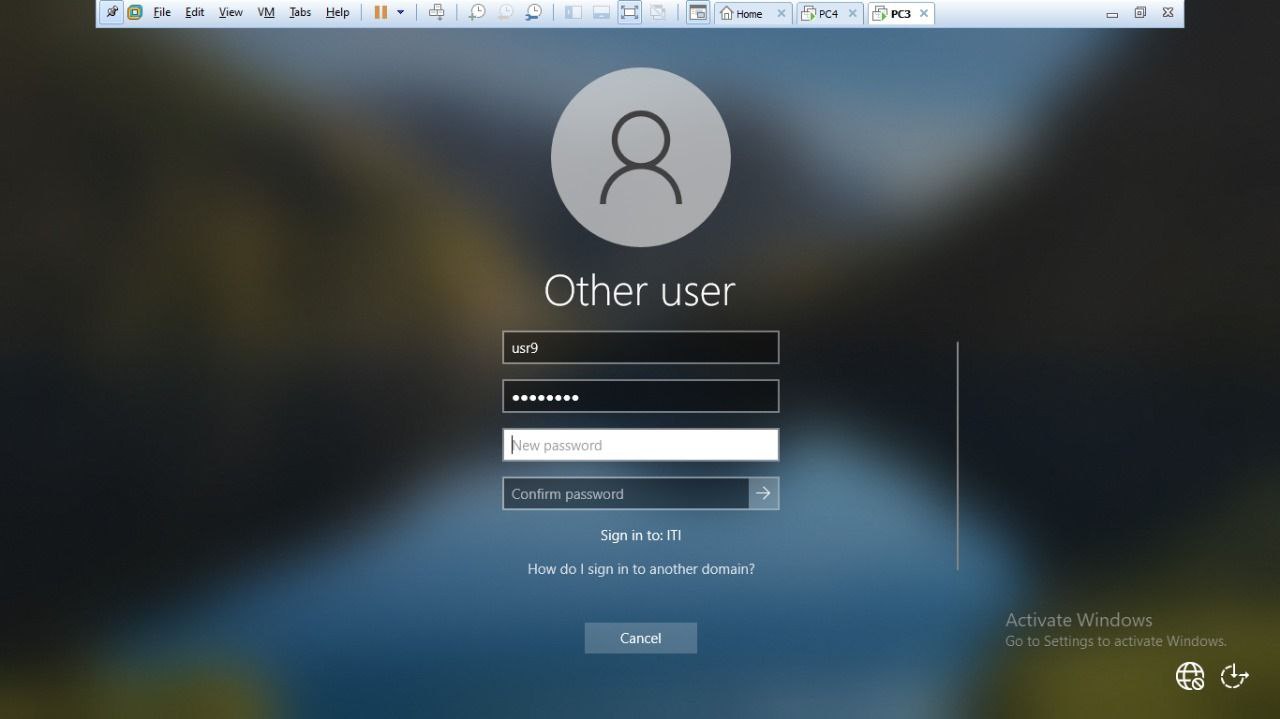 File Edit View VM Tabs Help Home PC4 PC3
Other user
usr9
New password
Confirm password
Sign in to: ITI
How do I sign in to another domain?
Cancel
Activate Windows
Go to Settings to activate Windows.